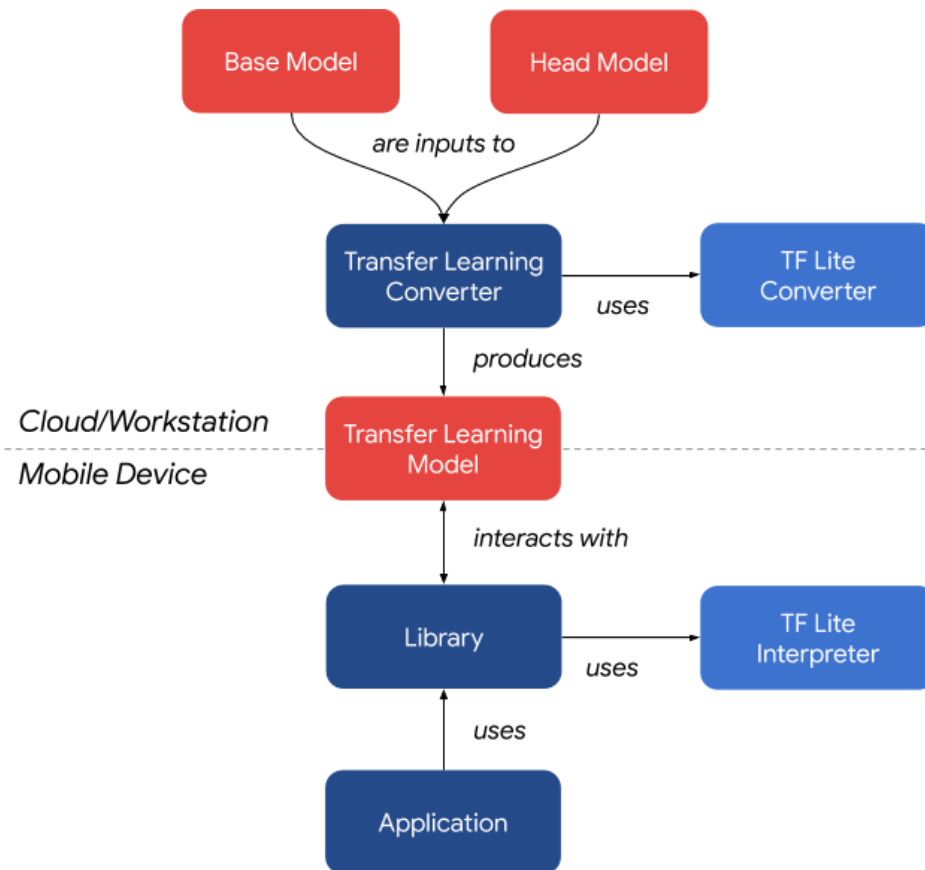 Base Model
Head Model
are inputs to
Transfer Learning
Converter
TF Lite
Converter
uses
produces
Cloud/Workstation
Transfer Learning
Model
Mobile Device
interacts with
Library
TF Lite
Interpreter
uses
uses
Application